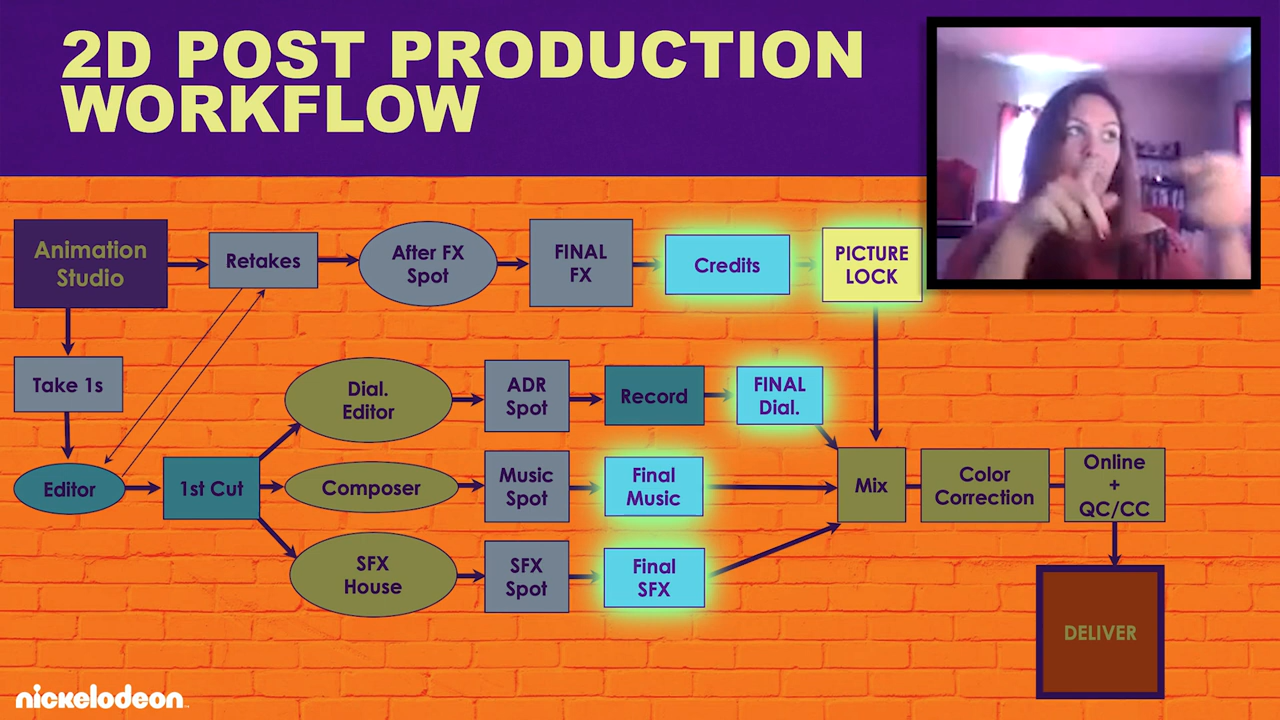 2D POST PRODUCTION
WORKFLOW
Animation
Studio
Retakes
After FX
Spot
FINAL
FX
Credits
PICTURE
LOCK
Take 1s
Dial.
Editor
ADR
Spot
Record
FINAL
Dial.
Editor
1st Cut
Composer
Music
Spot
Final
Music
Mix
Color
Correction
Online
+
QC/CC
SFX
House
SFX
Spot
Final
SFX
DELIVER
nickelodeon